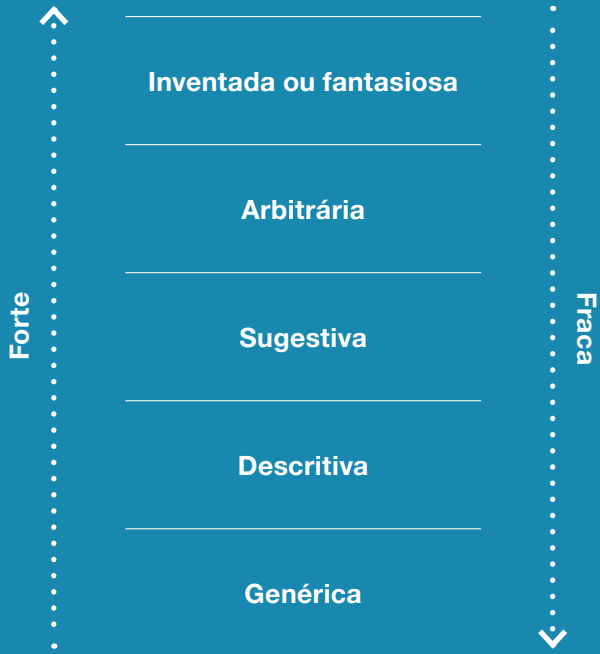 Inventada ou fantasiosa
Arbitrária
Forte
Sugestiva
Fraca
Descritiva
Genérica